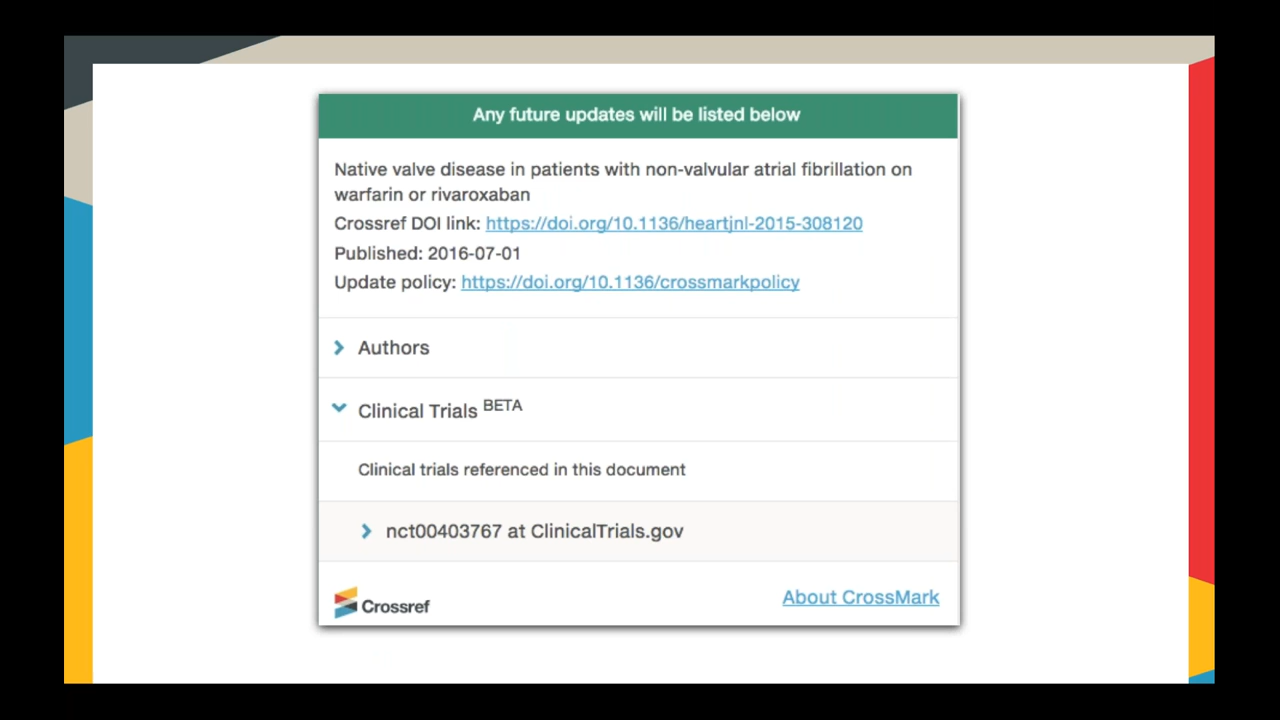 Any future updates will be listed below
Native valve disease in patients with non-valvular atrial fibrillation on
warfarin or rivaroxaban
Crossref DOI link: https://doi.org/10.1136/heartjnl-2015-308120
Published: 2016-07-01
Update policy: https://doi.org/10.1136/crossmarkpolicy
Authors
Clinical Trials BETA
Clinical trials referenced in this document
nct00403767 at ClinicalTrials.gov
Crossref
About CrossMark